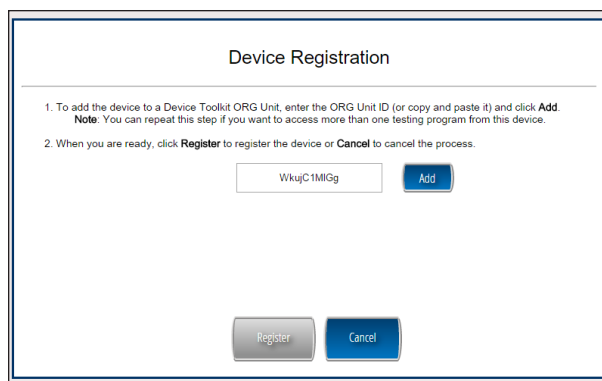 Device Registration
1. To add the device to a Device Toolkit ORG Unit, enter the ORG Unit ID (or copy and paste it) and click Add.
Note: You can repeat this step if you want to access more than one testing program from this device.
2. When you are ready, click Register to register the device or Cancel to cancel the process.
WkujC1MIGg Add
Register Cancel